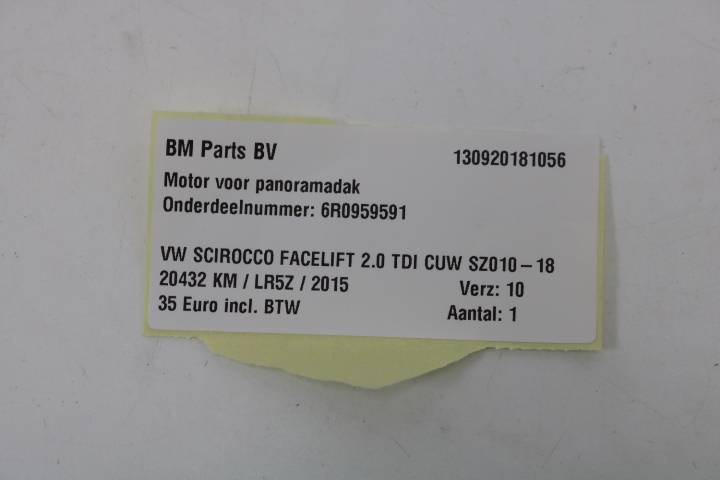 BM Parts BV 130920181056
Motor voor panoramadak
Onderdeelnummer: 6R0959591
VW SCIROCCO FACELIFT 2.0 TDI CUW SZ010-18
20432 KM / LR5Z / 2015 Verz: 10
35 Euro incl. BTW Aantal: 1